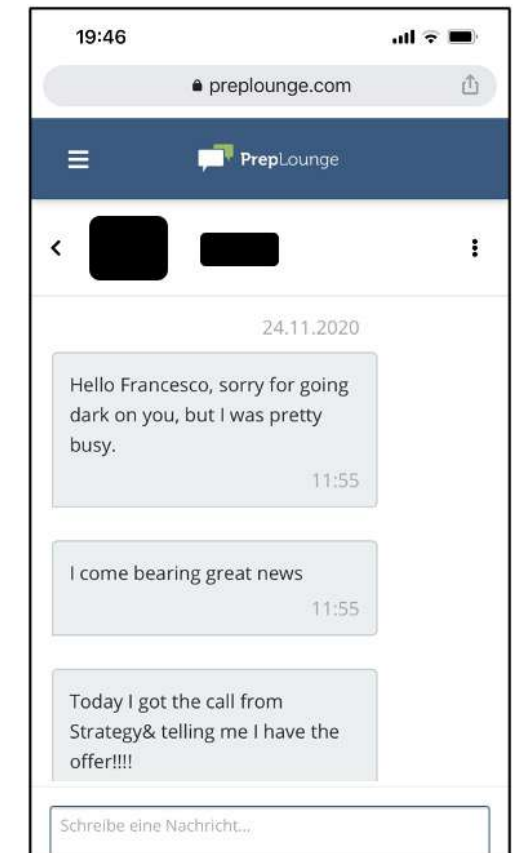 19:46
preplounge.com
PrepLounge
24.11.2020
Hello Francesco, sorry for going
dark on you, but I was pretty
busy.
11:55
I come bearing great news
11:55
Today I got the call from
Strategy& telling me I have the
offer!!!!
Schreibe eine Nachricht...